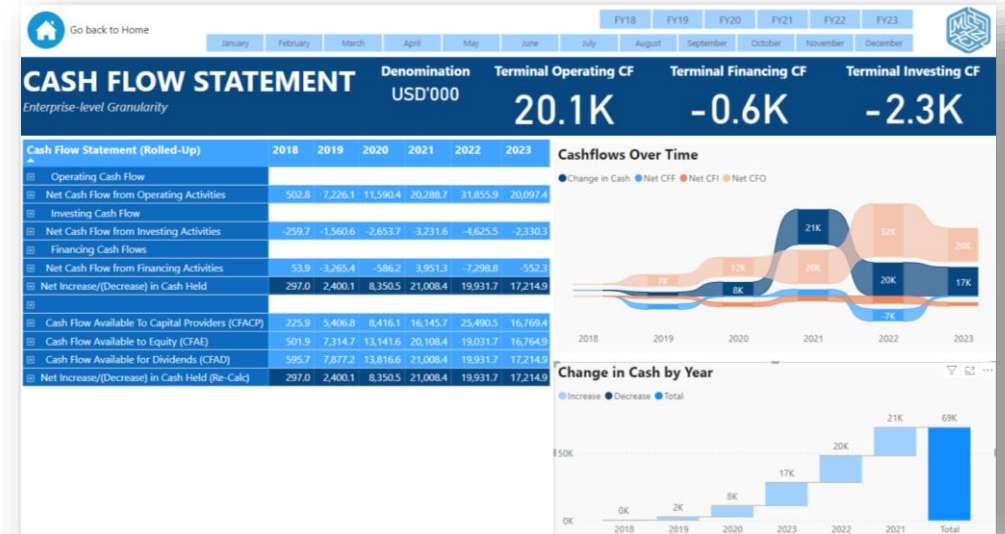 Go back to Home
FY18 FY19 FY20 FY21 FY22 FY23
January February March April May June July August September October November December
CASH FLOW STATEMENT
Enterprise-level Granularity
Denomination
USD'000
Terminal Operating CF
20.1K
Terminal Financing CF
-0.6K
Terminal Investing CF
-2.3K
Cash Flow Statement (Rolled-Up) 2018 2019 2020 2021 2022 2023
Operating Cash Flow
Net Cash Flow from Operating Activities 502.8 7,226.1 11,590.4 20,288.7 31,855.9 20,097.4
Investing Cash Flow
Net Cash Flow from Investing Activities -259.7 -1,560.6 -2,653.7 -3,231.6 -4,625.5 -2,330.3
Financing Cash Flows
Net Cash Flow from Financing Activities 53.9 -3,265.4 -586.2 3,951.3 -7,298.8 -552.3
Net Increase/(Decrease) in Cash Held 297.0 2,400.1 8,350.5 21,008.4 19,931.7 17,214.9
Cash Flow Available To Capital Providers (CFACP) 225.9 5,406.8 8,416.1 16,145.7 25,490.5 16,769.4
Cash Flow Available to Equity (CFAE) 501.9 7,314.7 13,141.6 20,108.4 19,031.7 16,764.9
Cash Flow Available for Dividends (CFAD) 595.7 7,877.2 13,816.6 21,008.4 19,931.7 17,214.9
Net Increase/(Decrease) in Cash Held (Re-Calc) 297.0 2,400.1 8,350.5 21,008.4 19,931.7 17,214.9
Cashflows Over Time
Change in Cash Net CFF Net CFI Net CFO
21K 32K
20K
12K
7K 20K
8K 20K 17K
-7K
2018 2019 2020 2021 2022 2023
Change in Cash by Year
Increase Decrease Total
21K 69K
20K
50K
17K
8K
0K 2K
0K
2018 2019 2020 2023 2022 2021 Total